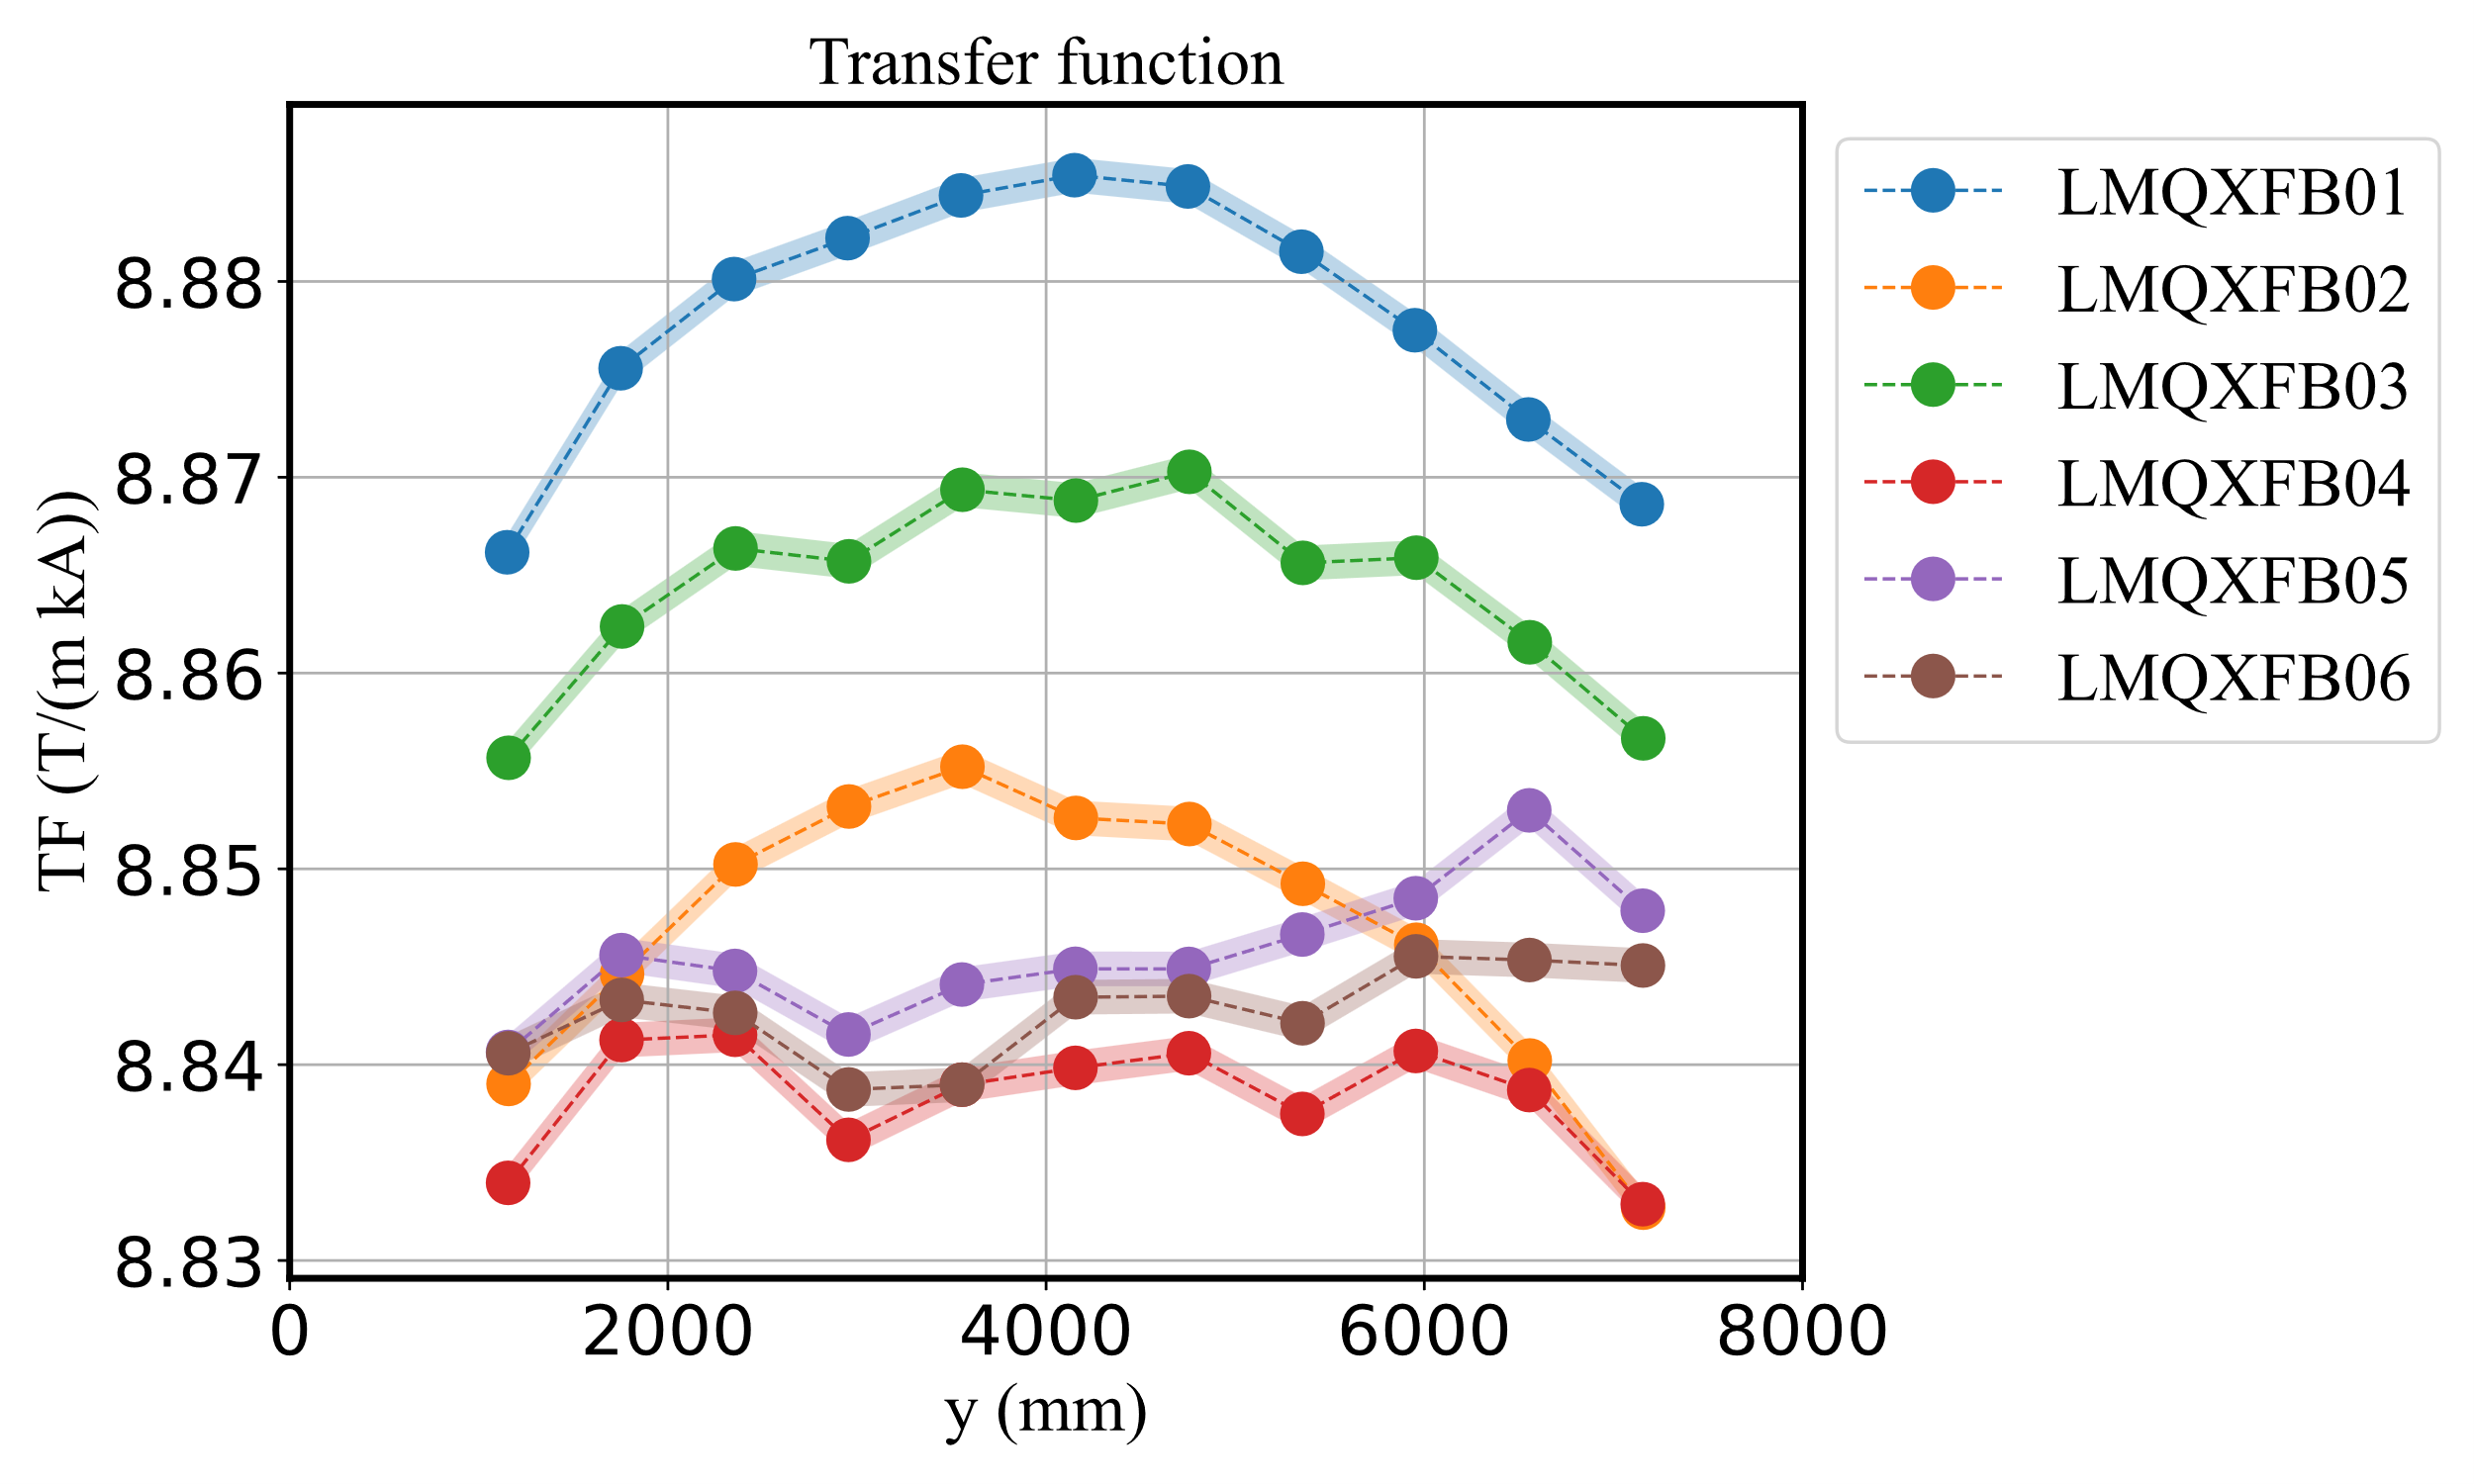 Transfer function
TF (T/(m kA))
8.88
8.87
8.86
8.85
8.84
8.83
0 2000 4000 6000 8000
y (mm)
LMQXFB01
LMQXFB02
LMQXFB03
LMQXFB04
LMQXFB05
LMQXFB06